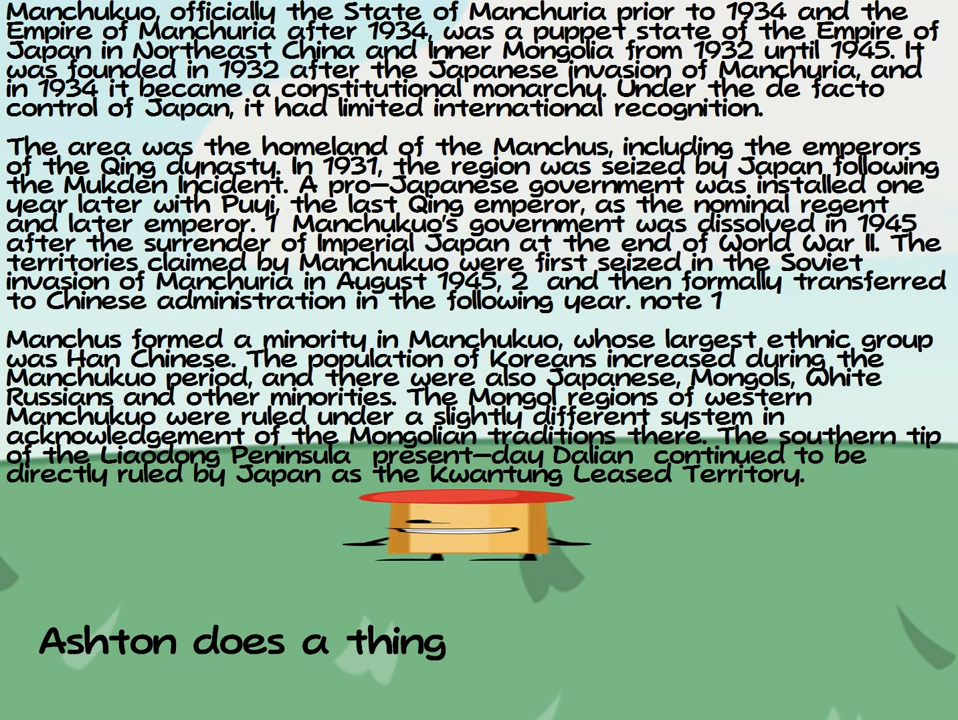 Manchukuo, officially the State of Manchuria prior to 1934 and the
Empire of Manchuria after 1934, was a puppet state of the Empire of
Japan in Northeast China and Inner Mongolia from 1932 until 1945. It
was founded in 1932 after the Japanese invasion of Manchuria, and
in 1934 it became a constitutional monarchy. Under the de facto
control of Japan, it had limited international recognition.
The area was the homeland of the Manchus, including the emperors
of the Qing dynasty. In 1931, the region was seized by Japan following
the Mukden Incident. A pro-Japanese government was installed one
year later with Puyi, the last Qing emperor, as the nominal regent
and later emperor. 1 Manchukuo's government was dissolved in 1945
after the surrender of Imperial Japan at the end of World War II. The
territories claimed by Manchukuo were first seized in the Soviet
invasion of Manchuria in August 1945, 2 and then formally transferred
to Chinese administration in the following year. note 1
Manchus formed a minority in Manchukuo, whose largest ethnic group
was Han Chinese. The population of Koreans increased during the
Manchukuo period, and there were also Japanese, Mongols, White
Russians and other minorities. The Mongol regions of western
Manchukuo were ruled under a slightly different system in
acknowledgement of the Mongolian traditions there. The southern tip
of the Liaodong Peninsula present-day Dalian continued to be
directly ruled by Japan as the Kwantung Leased Territory.
Ashton does a thing